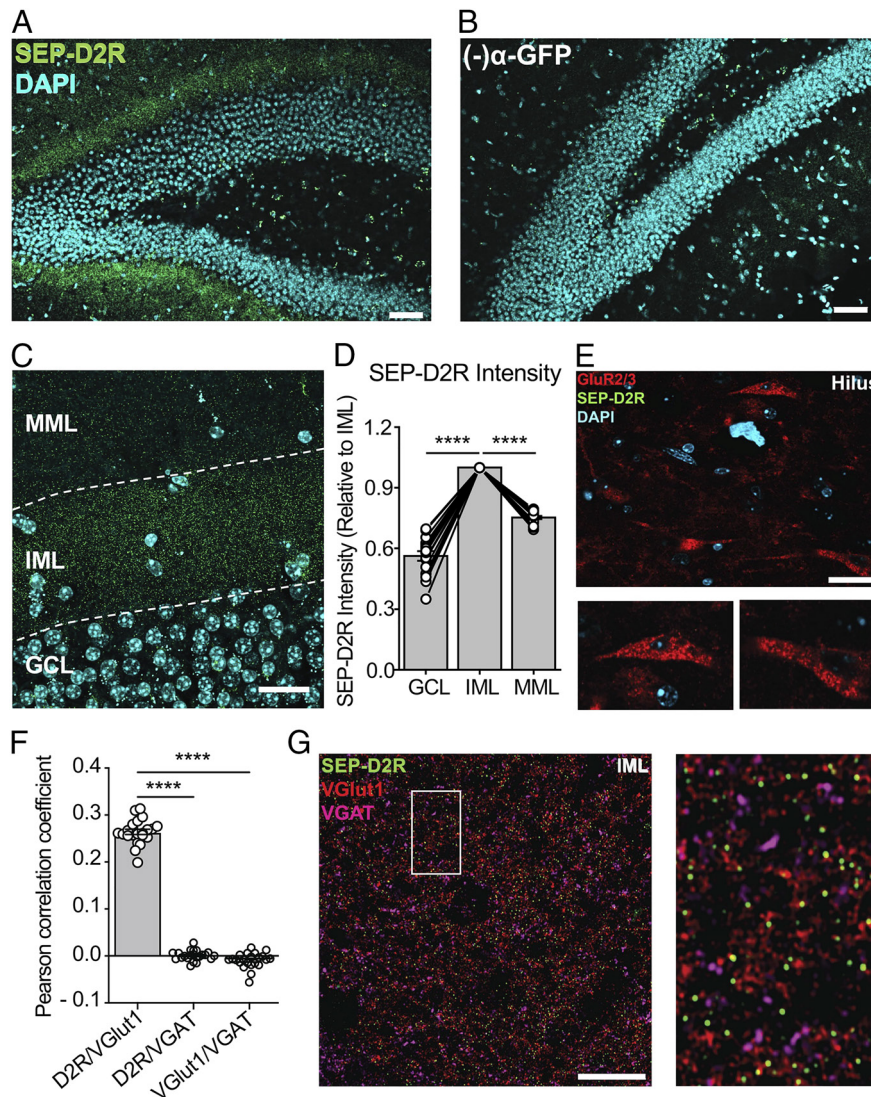 A
SEP-D2R
DAPI
B
(-)α-GFP
C
MML
IML
GCL
D
SEP-D2R Intensity
SEP-D2R Intensity (Relative to IML)
1.2
0.9
0.6
0.3
0.0
****
****
GCL
IML
MML
E
GluR2/3
SEP-D2R
DAPI
Hilus
F
Pearson correlation coefficient
0.4
0.3
0.2
0.0
- 0.1
****
****
D2R/VGlut1
D2R/VGAT
VGlut1/VGAT
G
SEP-D2R
VGlut1
VGAT
IML